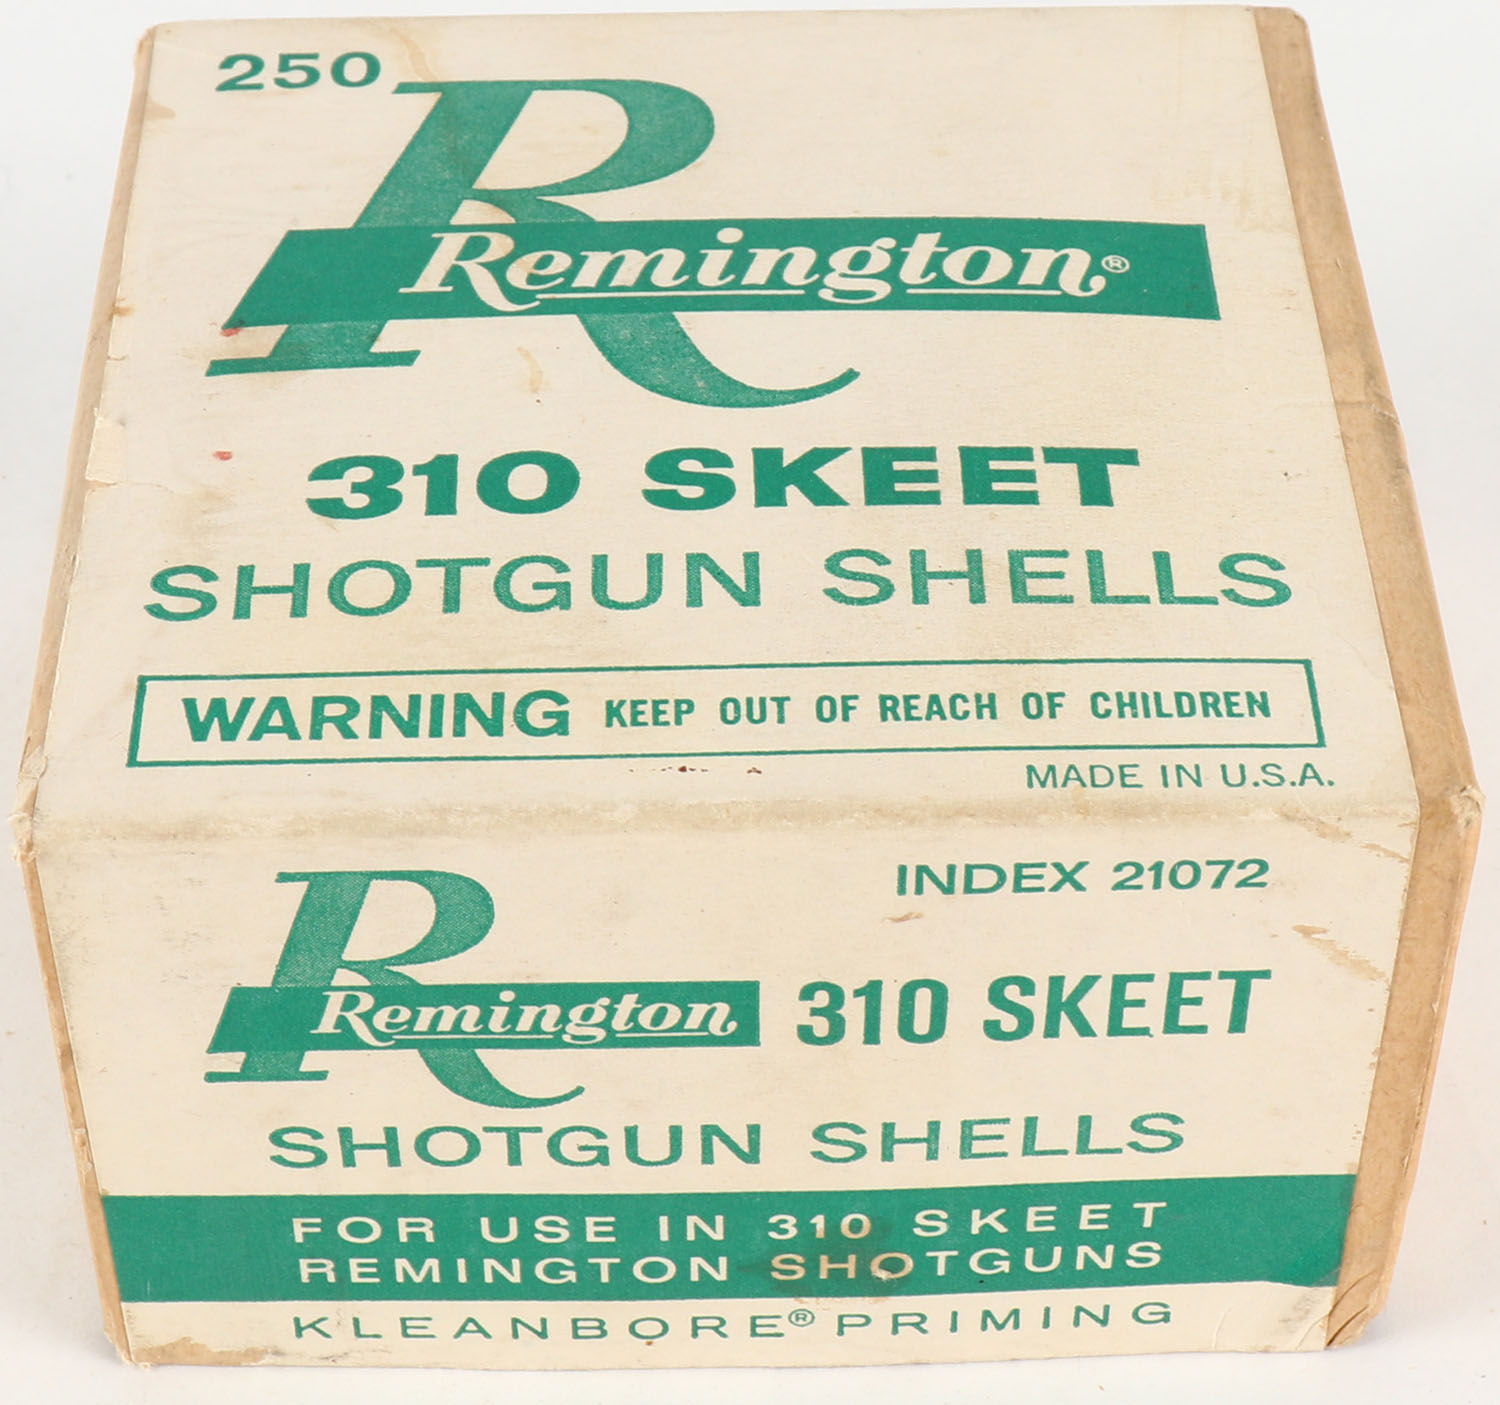 250
Remington®
310 SKEET
SHOTGUN SHELLS
WARNING KEEP OUT OF REACH OF CHILDREN
MADE IN U.S.A.
INDEX 21072
Remington 310 SKEET
SHOTGUN SHELLS
FOR USE IN 310 SKEET
REMINGTON SHOTGUNS
KLEANBORE® PRIMING